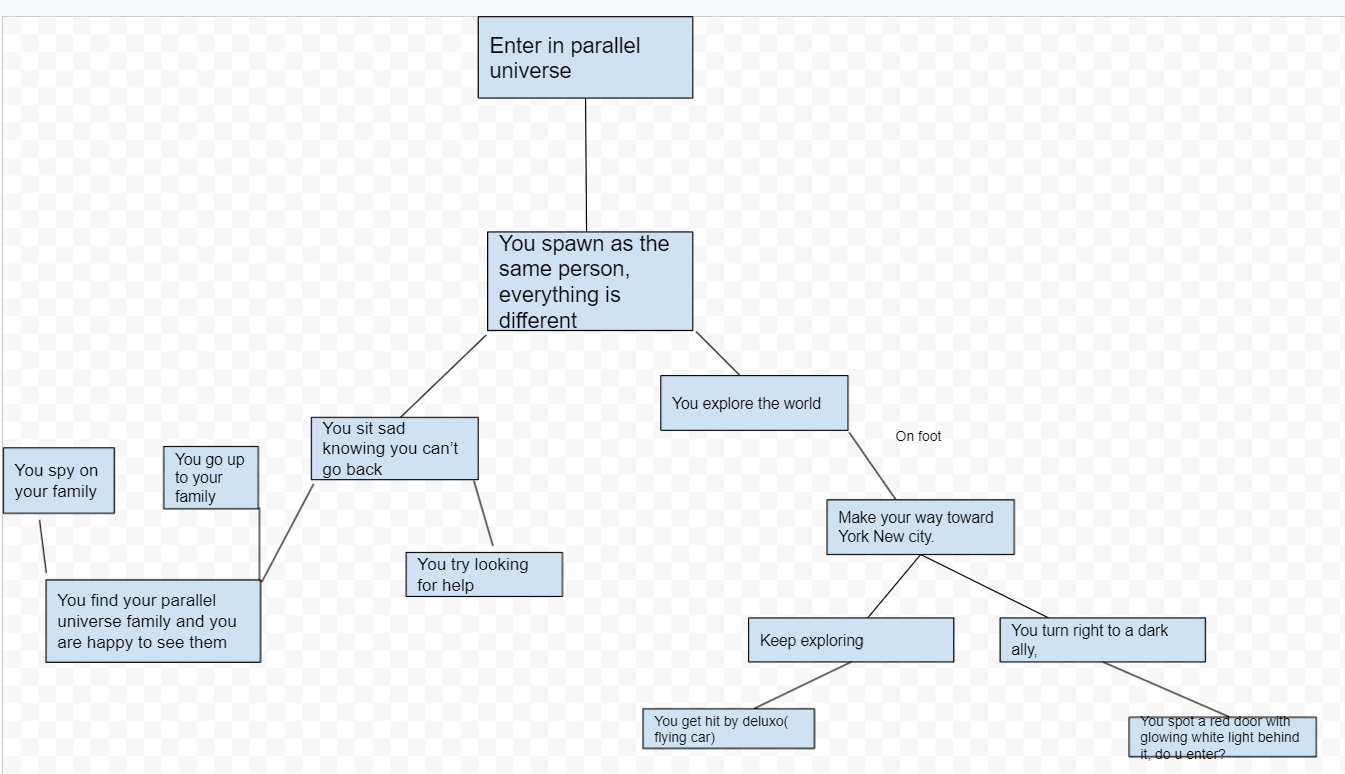 Enter in parallel
universe
You spawn as the
same person,
everything is
different
You explore the world
You sit sad
knowing you can't
go back
On foot
You spy on
your family
You go up
to your
family
Make your way toward
York New city.
You try looking
for help
You find your parallel
universe family and you
are happy to see them
Keep exploring
You turn right to a dark
ally,
You get hit by deluxo(
flying car)
You spot a red door with
glowing white light behind
it, do u enter?